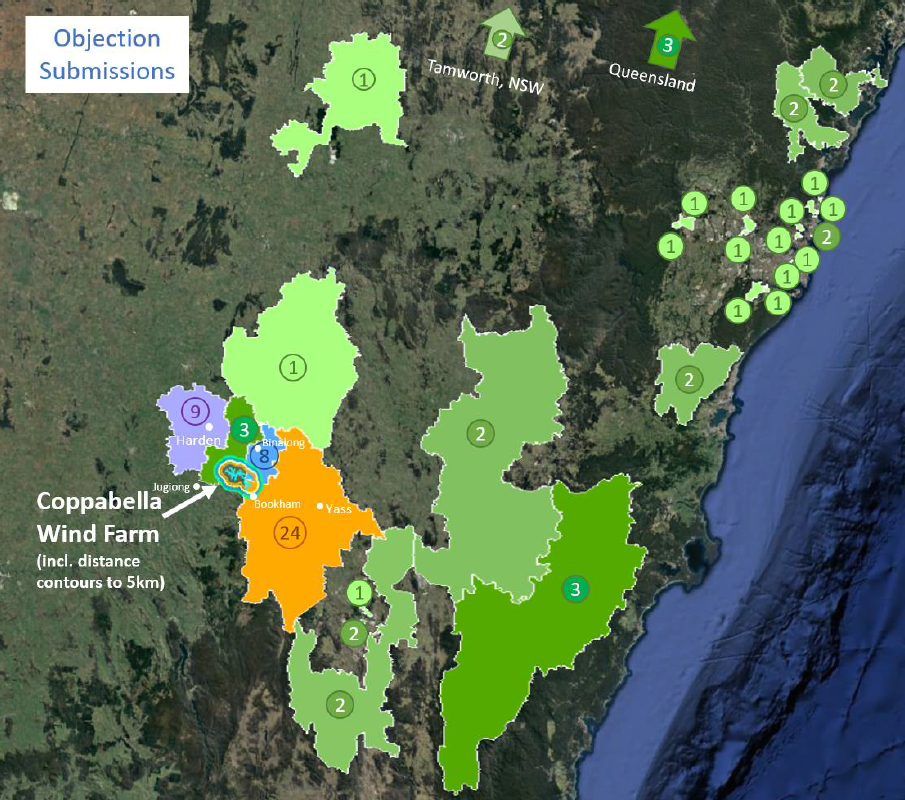 Objection
Submissions
2
Tamworth, NSW
3
Queensland
1
2
2
1
1
1
1
1
2
1
1
1
1
1
1
1
1
2
9
Harden
3
Binalong
8
2
Jugiong
Coppabella
Wind Farm
(incl. distance
contours to 5km)
Bookham
Yass
24
1
3
2
2